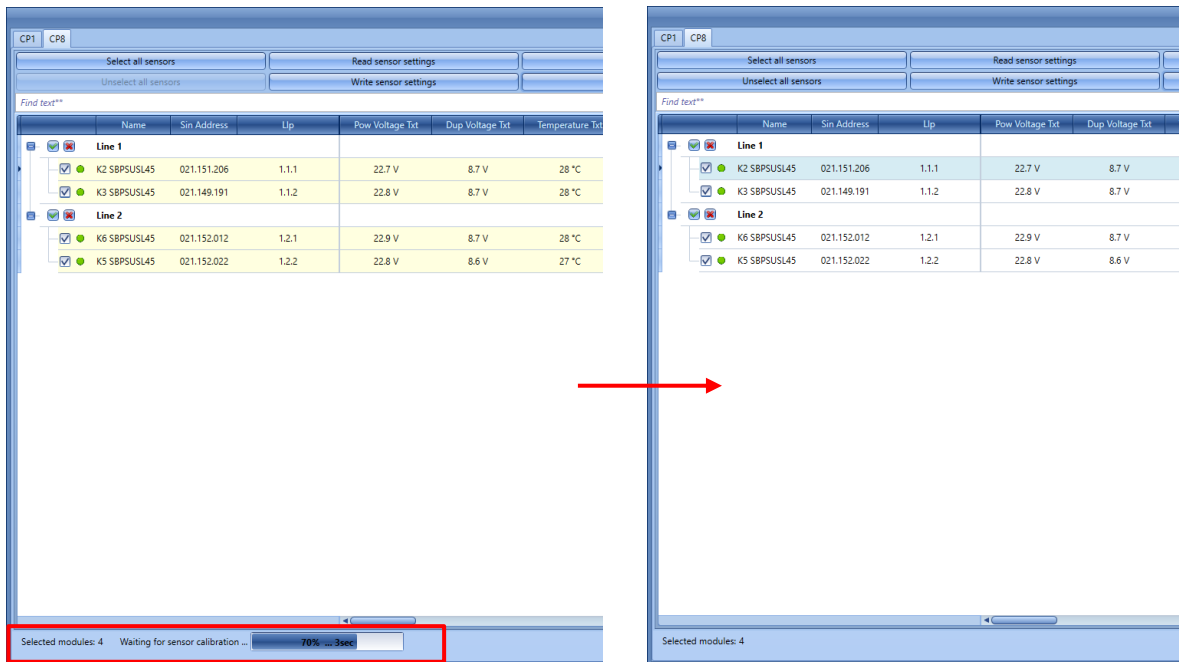 CP1 CP8
Select all sensors Read sensor settings
Unselect all sensors Write sensor settings
Find text**
Name Sin Address Llp Pow Voltage Txt Dup Voltage Txt Temperature Txt
Line 1
K2 SBPSUSL45 021.151.206 1.1.1 22.7 V 8.7 V 28 °C
K3 SBPSUSL45 021.149.191 1.1.2 22.8 V 8.7 V 28 °C
Line 2
K6 SBPSUSL45 021.152.012 1.2.1 22.9 V 8.7 V 28 °C
K5 SBPSUSL45 021.152.022 1.2.2 22.8 V 8.6 V 27 °C
Selected modules: 4 Waiting for sensor calibration ... 70% ... 3sec
CP1 CP8
Select all sensors Read sensor settings
Unselect all sensors Write sensor settings
Find text**
Name Sin Address Llp Pow Voltage Txt Dup Voltage Txt
Line 1
K2 SBPSUSL45 021.151.206 1.1.1 22.7 V 8.7 V
K3 SBPSUSL45 021.149.191 1.1.2 22.8 V 8.7 V
Line 2
K6 SBPSUSL45 021.152.012 1.2.1 22.9 V 8.7 V
K5 SBPSUSL45 021.152.022 1.2.2 22.8 V 8.6 V
Selected modules: 4